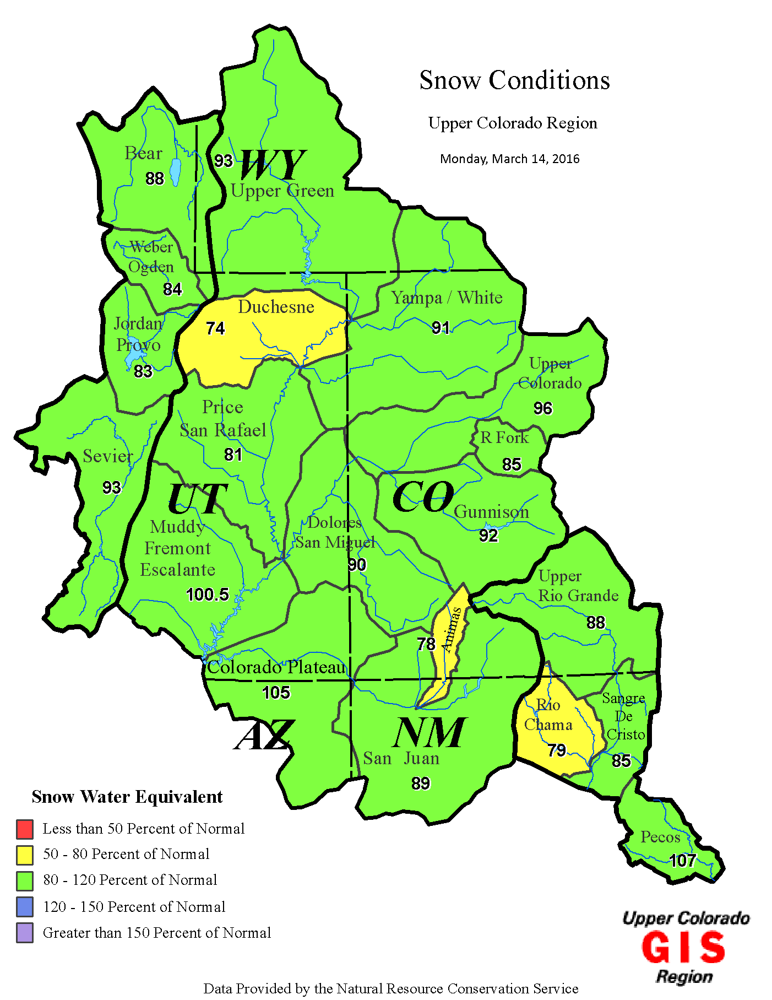 Snow Conditions
Upper Colorado Region
Monday, March 14, 2016
Bear
88
93
WY
Upper Green
Weber
Ogden
84
Jordan
Provo
83
Duchesne
74
Yampa / White
91
Upper
Colorado
96
Price
San Rafael
81
R Fork
85
Sevier
93
UT
CO
Gunnison
92
Muddy
Fremont
Escalante
100.5
Dolores
San Miguel
90
Upper
Rio Grande
88
Animas
78
Colorado Plateau
105
AZ
NM
San Juan
89
Rio
Chama
79
Sangre
De
Cristo
85
Pecos
107
Snow Water Equivalent
Less than 50 Percent of Normal
50 - 80 Percent of Normal
80 - 120 Percent of Normal
120 - 150 Percent of Normal
Greater than 150 Percent of Normal
Upper Colorado
GIS
Region
Data Provided by the Natural Resource Conservation Service